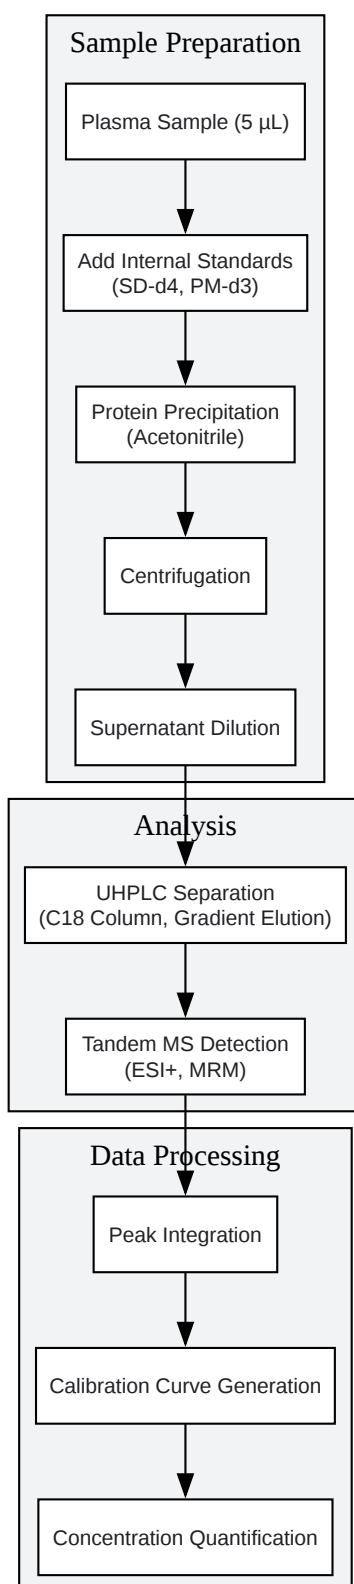 Sample Preparation
Plasma Sample (5 µL)
Add Internal Standards
(SD-d4, PM-d3)
Protein Precipitation
(Acetonitrile)
Centrifugation
Supernatant Dilution
Analysis
UHPLC Separation
(C18 Column, Gradient Elution)
Tandem MS Detection
(ESI+, MRM)
Data Processing
Peak Integration
Calibration Curve Generation
Concentration Quantification